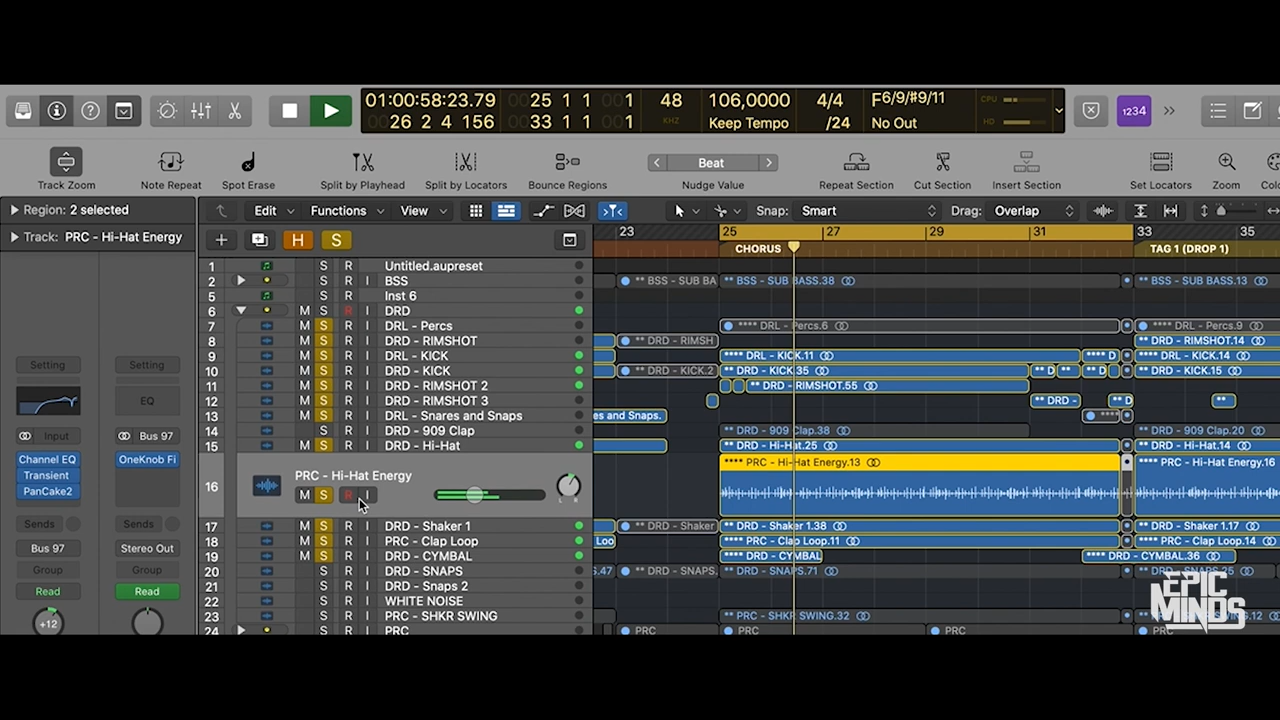 01:00:58:23.79 0025 1 1 001 48 106,0000 4/4 F6/9/#9/11 CPU
26 2 4 156 0033 1 1 001 KHZ Keep Tempo /24 No Out HD
1234
Track Zoom Note Repeat Spot Erase Split by Playhead Split by Locators Bounce Regions Beat Nudge Value Repeat Section Cut Section Insert Section Set Locators Zoom
Region: 2 selected Edit Functions View Snap: Smart Drag: Overlap
Track: PRC - Hi-Hat Energy H S 23 25 27 29 31 33 35
CHORUS TAG 1 (DROP 1)
1 S R Untitled.aupreset
2 S R I BSS ** BSS - SUB BA ** BSS - SUB BASS.38 ** BSS - SUB BASS.13
5 S R Inst 6
6 M S R I DRD
7 M S R I DRL - Percs **** DRL - Percs.6 **** DRL - Percs.9
8 M S R I DRD - RIMSHOT ** DRD - RIMSH ** DRD - RIMSHOT.14
9 M S R I DRL - KICK **** DRL - KICK.11 **** D **** DRL - KICK.14
10 M S R I DRD - KICK ** DRD - KICK.2 ** DRD - KICK.35 ** D ** ** D ** DRD - KICK.15
11 M S R I DRD - RIMSHOT 2 ** DRD - RIMSHOT.55
12 M S R I DRD - RIMSHOT 3 ** DRD - ** D **
13 M S R I DRL - Snares and Snaps es and Snaps. ****
14 S R I DRD - 909 Clap ** DRD - 909 Clap.38 ** DRD - 909 Clap.20
15 M S R I DRD - Hi-Hat ** DRD - Hi-Hat.25 ** DRD - Hi-Hat.14
16 PRC - Hi-Hat Energy **** PRC - Hi-Hat Energy.13 **** PRC - Hi-Hat Energy.16
M S R I L R
17 M S R I DRD - Shaker 1 ** DRD - Shaker ** DRD - Shaker 1.38 ** DRD - Shaker 1.17
18 M S R I PRC - Clap Loop Loo ** PRC - Clap Loop.11 ** PRC - Clap Loop.14
19 M S R I DRD - CYMBAL **** DRD - CYMBAL **** DRD - CYMBAL.36
20 S R I DRD - SNAPS S.47 ** DRD - SNAPS ** DRD - SNAPS.71 ** DRD - SNAPS.25
21 S R I DRD - Snaps 2
22 S R I WHITE NOISE
23 S R I PRC - SHKR SWING ** PRC - SHKR SWING.32
24 S R I PRC PRC PRC PRC PRC
Setting Setting
EQ
Input Bus 97
Channel EQ OneKnob Fi
Transient
PanCake2
Sends Sends
Bus 97 Stereo Out
Group Group
Read Read
+12
EPIC
MINDS